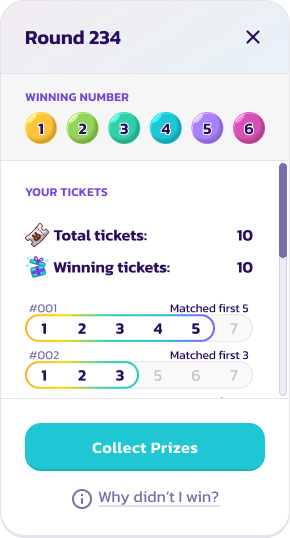 Round 234
WINNING NUMBER
1 2 3 4 5 6
YOUR TICKETS
Total tickets: 10
Winning tickets: 10
#001 Matched first 5
1 2 3 4 5 7
#002 Matched first 3
1 2 3 5 6 7
Collect Prizes
Why didn't I win?